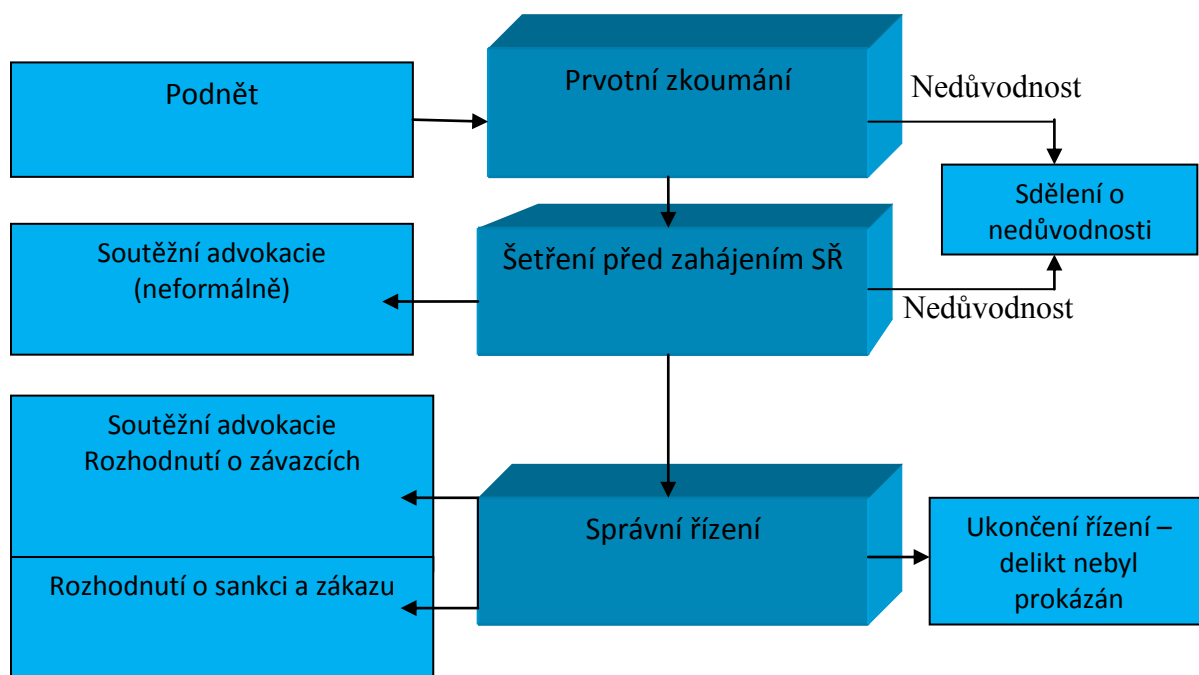 Podnět
Prvotní zkoumání
Nedůvodnost
Sdělení o
nedůvodnosti
Soutěžní advokacie
(neformálně)
Šetření před zahájením SŘ
Nedůvodnost
Soutěžní advokacie
Rozhodnutí o závazcích
Rozhodnutí o sankci a zákazu
Správní řízení
Ukončení řízení –
delikt nebyl
prokázán